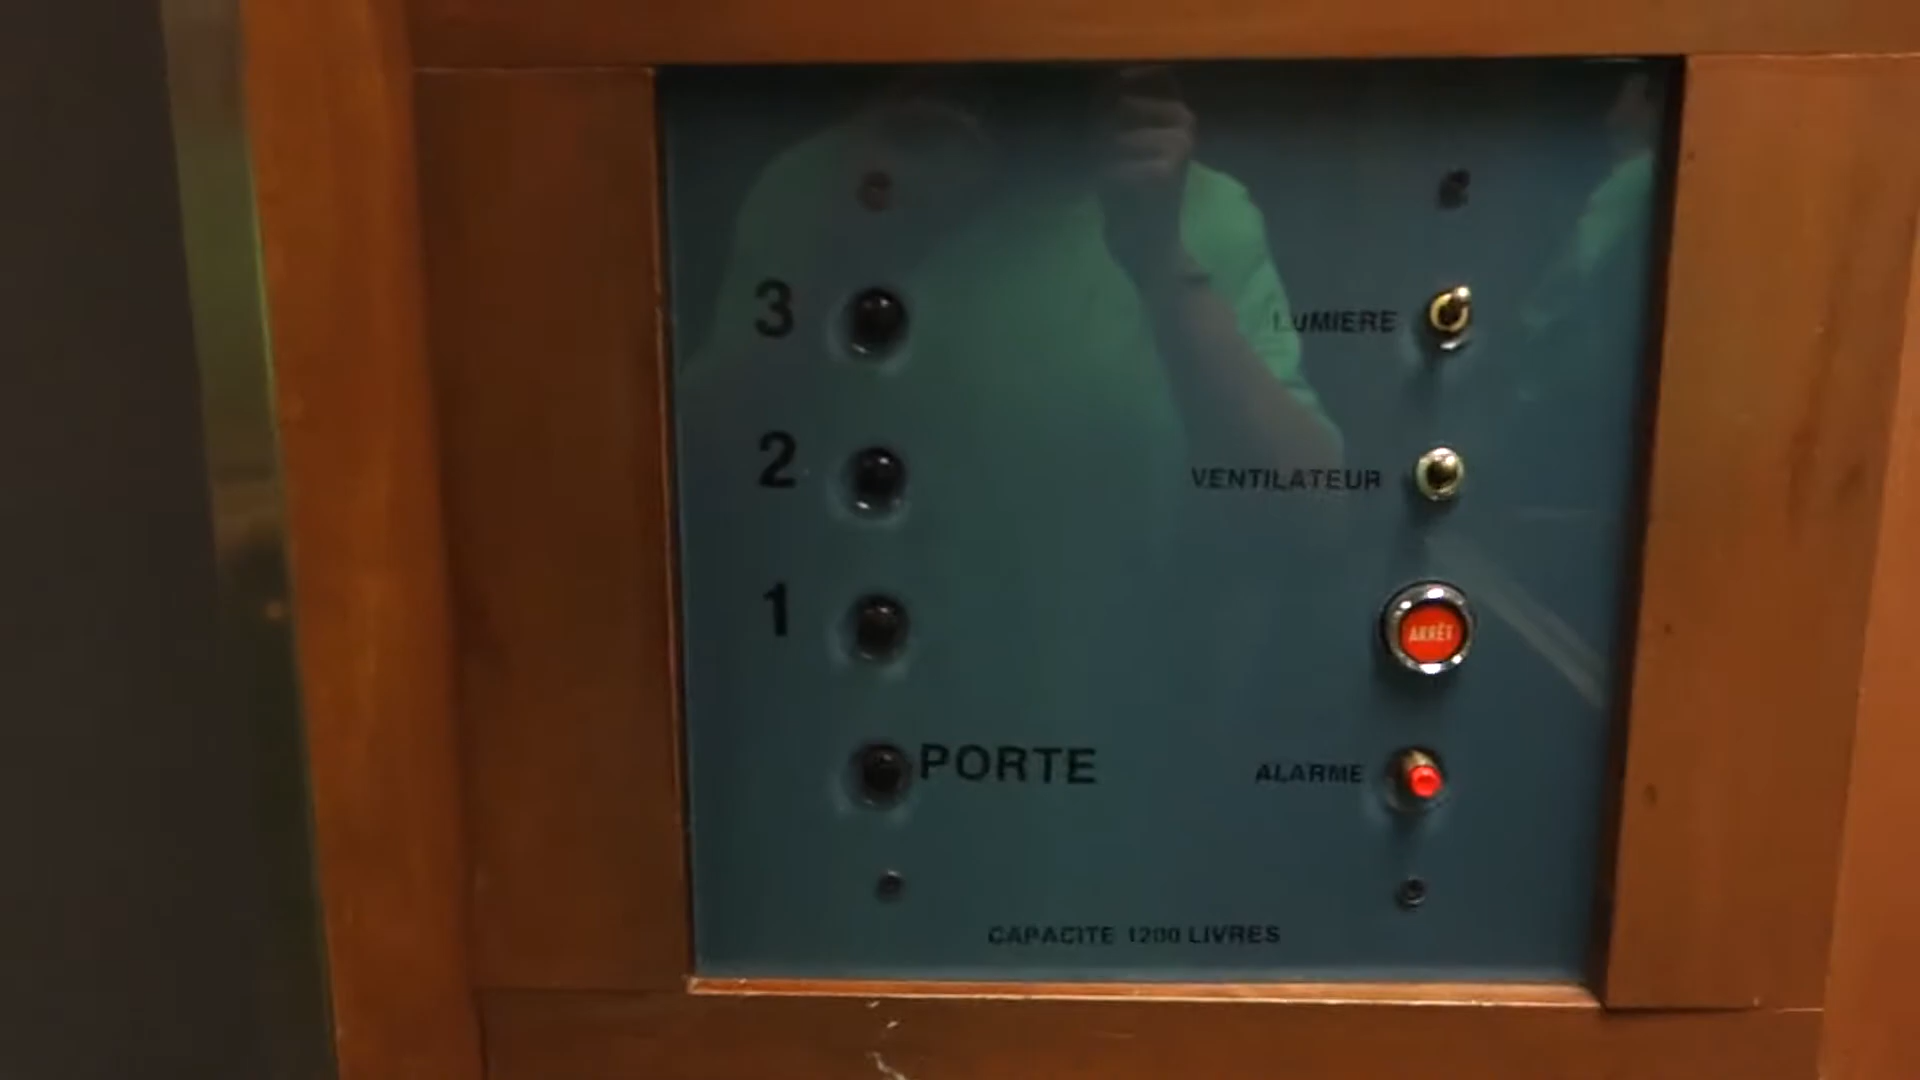 3
LUMIERE
2
VENTILATEUR
1
ARRÊT
PORTE
ALARME
CAPACITE 1200 LIVRES